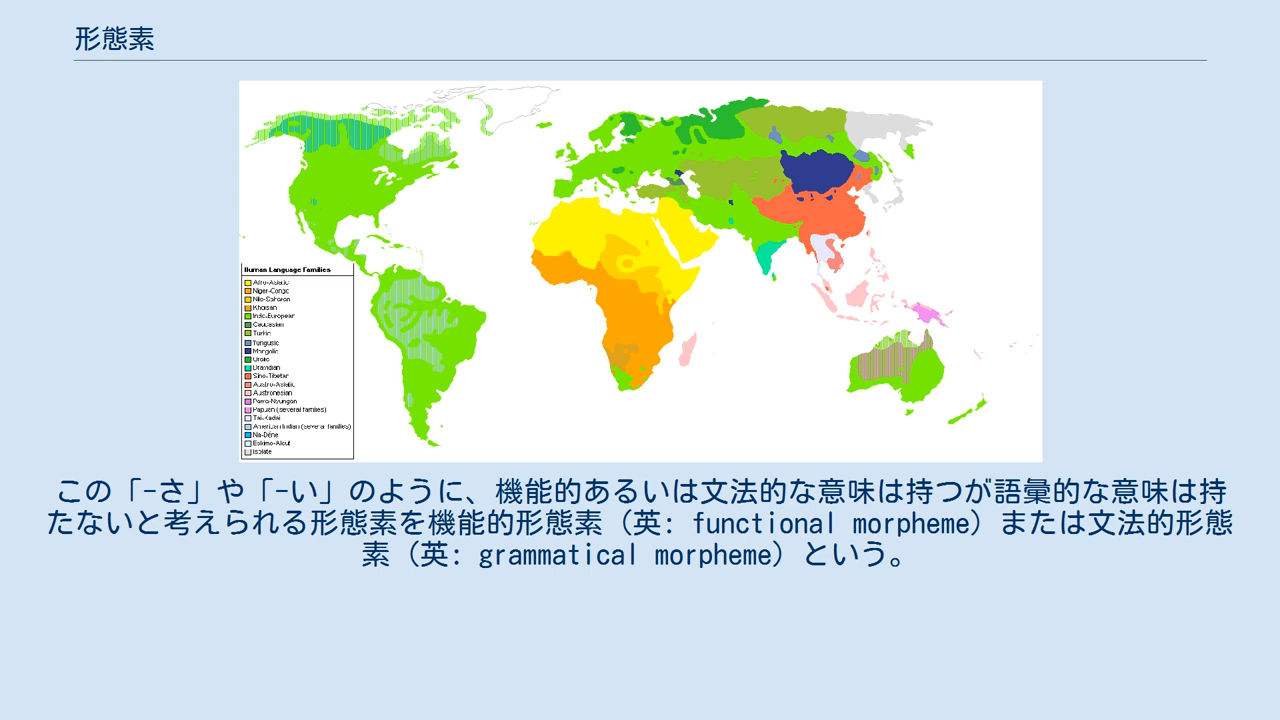 形態素
Human Language Families
Afro-Asiatic
Niger-Congo
Nilo-Saharan
Khoisan
Indo-European
Caucasian
Turkic
Tungusic
Mongolic
Uralic
Dravidian
Sino-Tibetan
Austro-Asiatic
Austronesian
Pama-Nyungan
Papuan (several families)
Tai-Kadai
American Indian (several families)
Na-Dene
Eskimo-Aleut
Isolate
この「-さ」や「-い」のように、機能的あるいは文法的な意味は持つが語彙的な意味は持
たないと考えられる形態素を機能的形態素（英: functional morpheme）または文法的形態
素（英: grammatical morpheme）という。